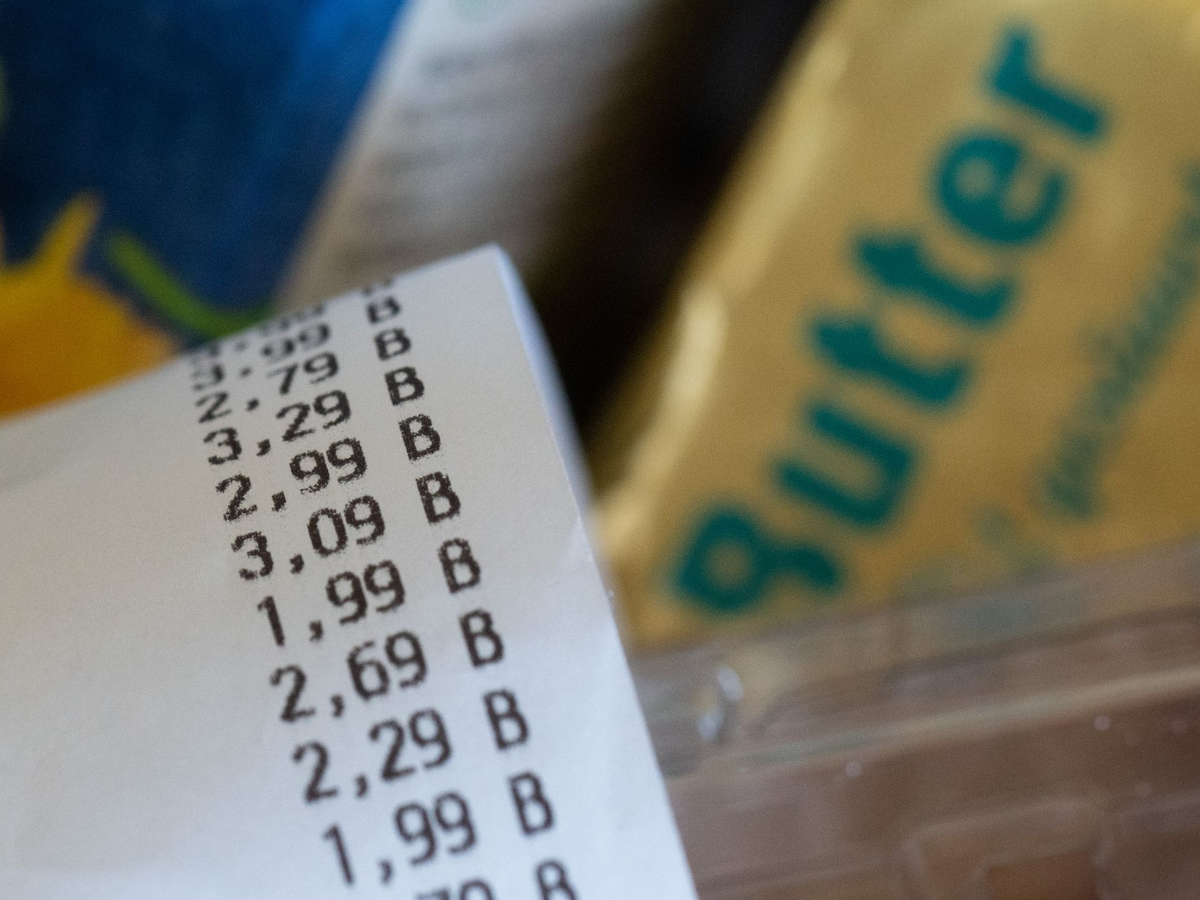 3,99 B
2,79 B
3,29 B
2,99 B
3,09 B
1,99 B
2,69 B
2,29 B
1,99 B
B
Butter